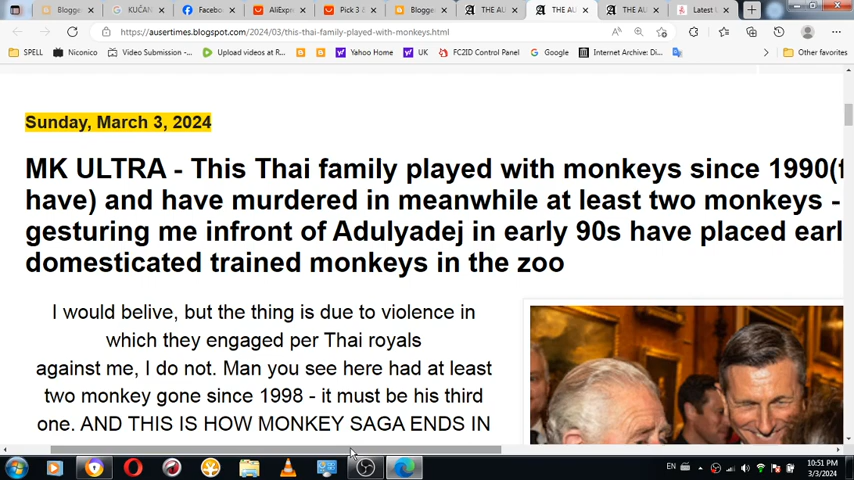 Blogge
KUČAN
Facebo
AliExpr
Pick 3
Blogge
THE AU
THE AU
THE AU
Latest
https://ausertimes.blogspot.com/2024/03/this-thai-family-played-with-monkeys.html
SPELL
Niconico
Video Submission -...
Upload videos at R...
Yahoo Home
UK
FC2ID Control Panel
Google
Internet Archive: Di...
Other favorites
Sunday, March 3, 2024
MK ULTRA - This Thai family played with monkeys since 1990(f
have) and have murdered in meanwhile at least two monkeys -
gesturing me infront of Adulyadej in early 90s have placed earl
domesticated trained monkeys in the zoo
I would belive, but the thing is due to violence in
which they engaged per Thai royals
against me, I do not. Man you see here had at least
two monkey gone since 1998 - it must be his third
one. AND THIS IS HOW MONKEY SAGA ENDS IN
EN
10:51 PM
3/3/2024